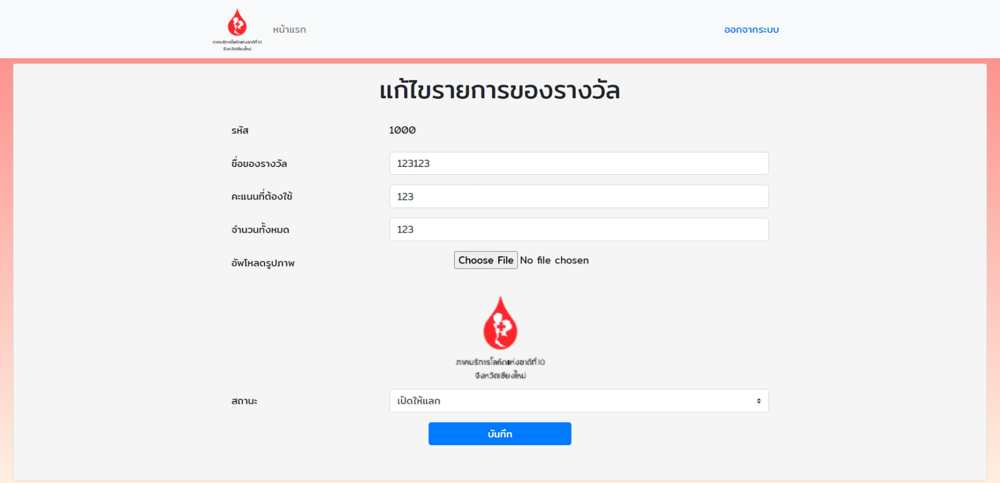 ภาคบริการโลหิตแห่งชาติที่ 10
จังหวัดเชียงใหม่
หน้าแรก
ออกจากระบบ
แก้ไขรายการของรางวัล
รหัส 1000
ชื่อของรางวัล 123123
คะแนนที่ต้องใช้ 123
จำนวนทั้งหมด 123
อัพโหลดรูปภาพ Choose File No file chosen
ภาคบริการโลหิตแห่งชาติที่ 10
จังหวัดเชียงใหม่
สถานะ เปิดให้แลก
บันทึก